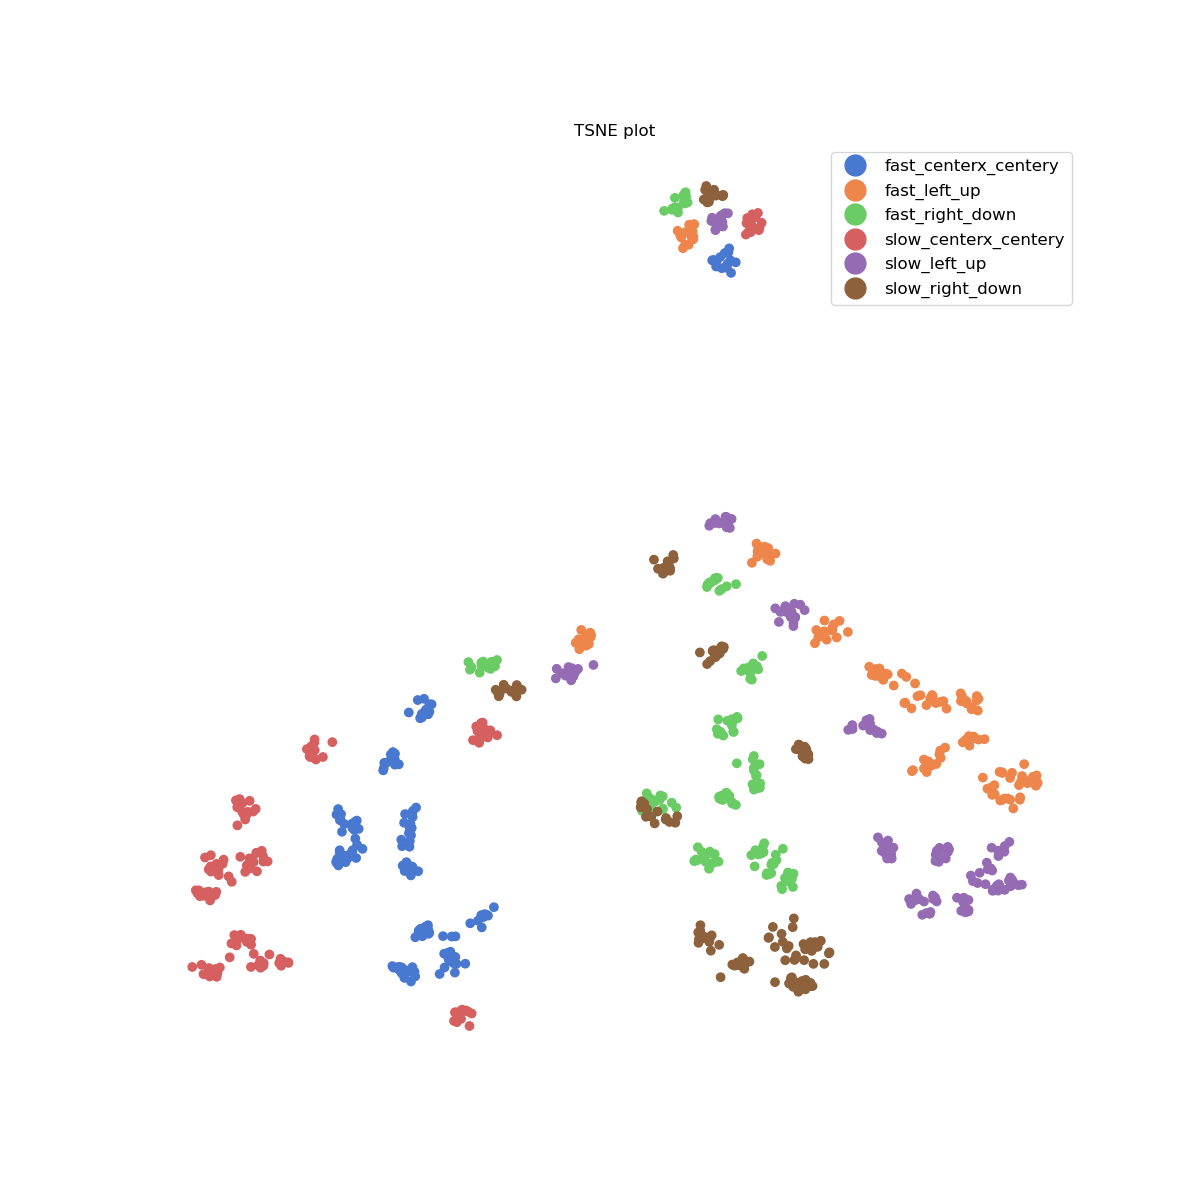 TSNE plot
fast_centerx_centery
fast_left_up
fast_right_down
slow_centerx_centery
slow_left_up
slow_right_down